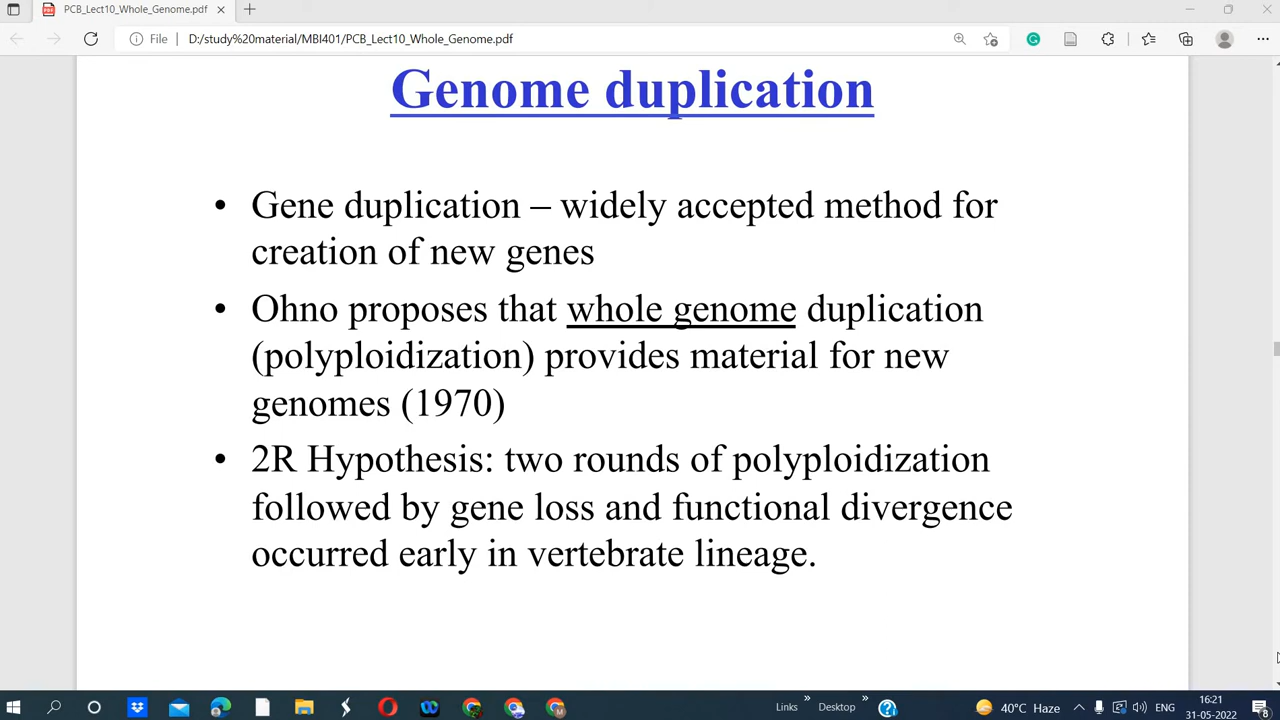 PCB_Lect10_Whole_Genome.pdf
File
D:/study%20material/MBI401/PCB_Lect10_Whole_Genome.pdf
Genome duplication
• Gene duplication – widely accepted method for
creation of new genes
• Ohno proposes that whole genome duplication
(polyploidization) provides material for new
genomes (1970)
• 2R Hypothesis: two rounds of polyploidization
followed by gene loss and functional divergence
occurred early in vertebrate lineage.
Links » Desktop »
40°C Haze
ENG
16:21
31-05-2022
8